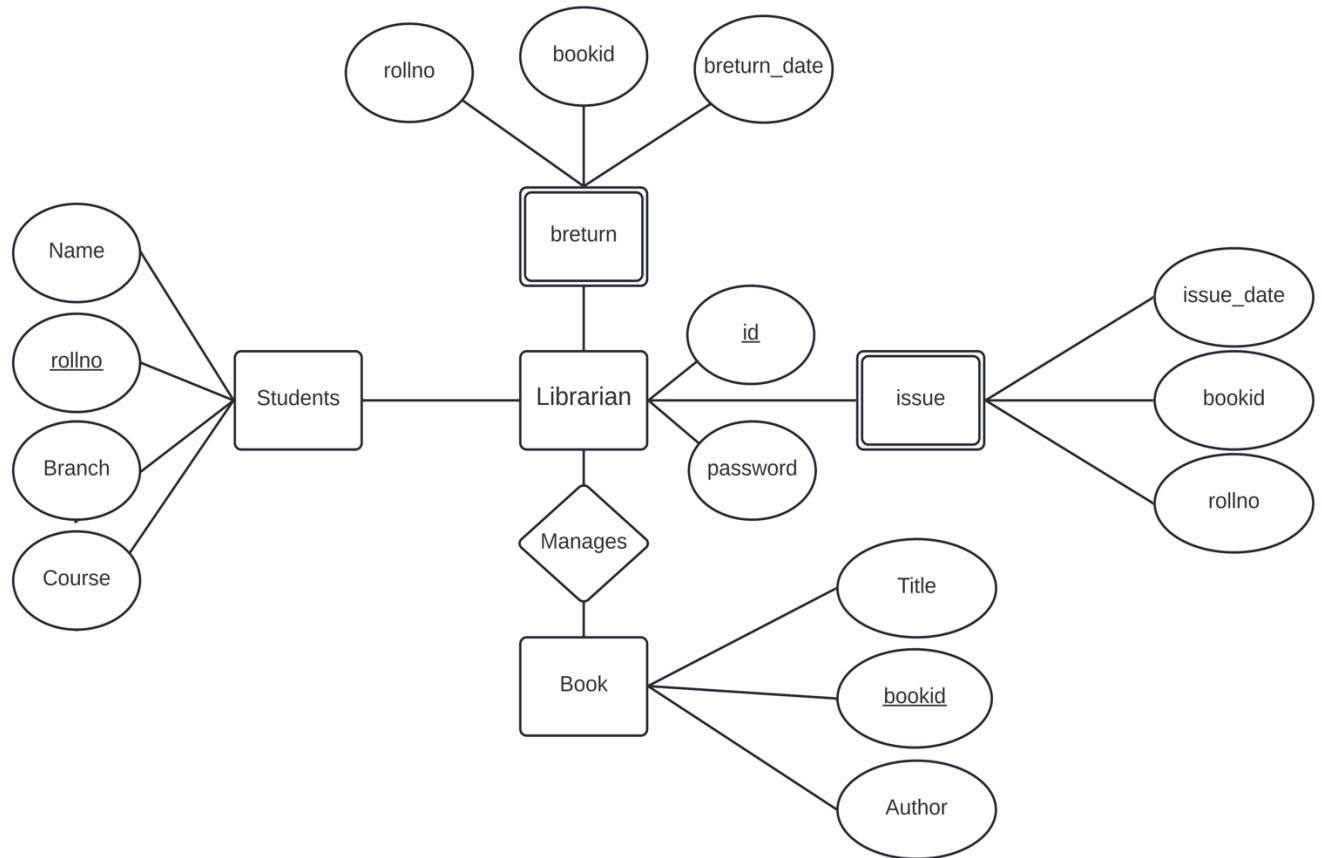 rollno
bookid
breturn_date
breturn
Name
rollno
Branch
Course
Students
Librarian
id
password
issue
issue_date
bookid
rollno
Manages
Book
Title
bookid
Author